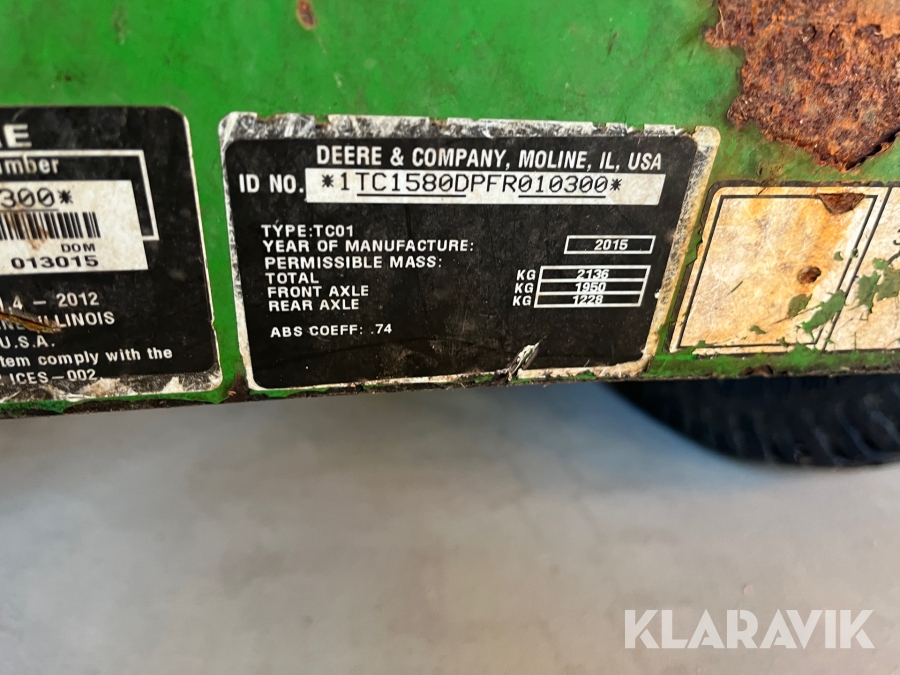 RE
umber
300*
DOM
013015
4 - 2012
ILLINOIS
U.S.A.
tem comply with the
ICES-002
DEERE & COMPANY, MOLINE, IL, USA
ID NO. *1TC1580DPFR010300*
TYPE:TC01
YEAR OF MANUFACTURE: 2015
PERMISSIBLE MASS:
TOTAL KG 2136
FRONT AXLE KG 1950
REAR AXLE KG 1228
ABS COEFF: .74
KLARAVIK